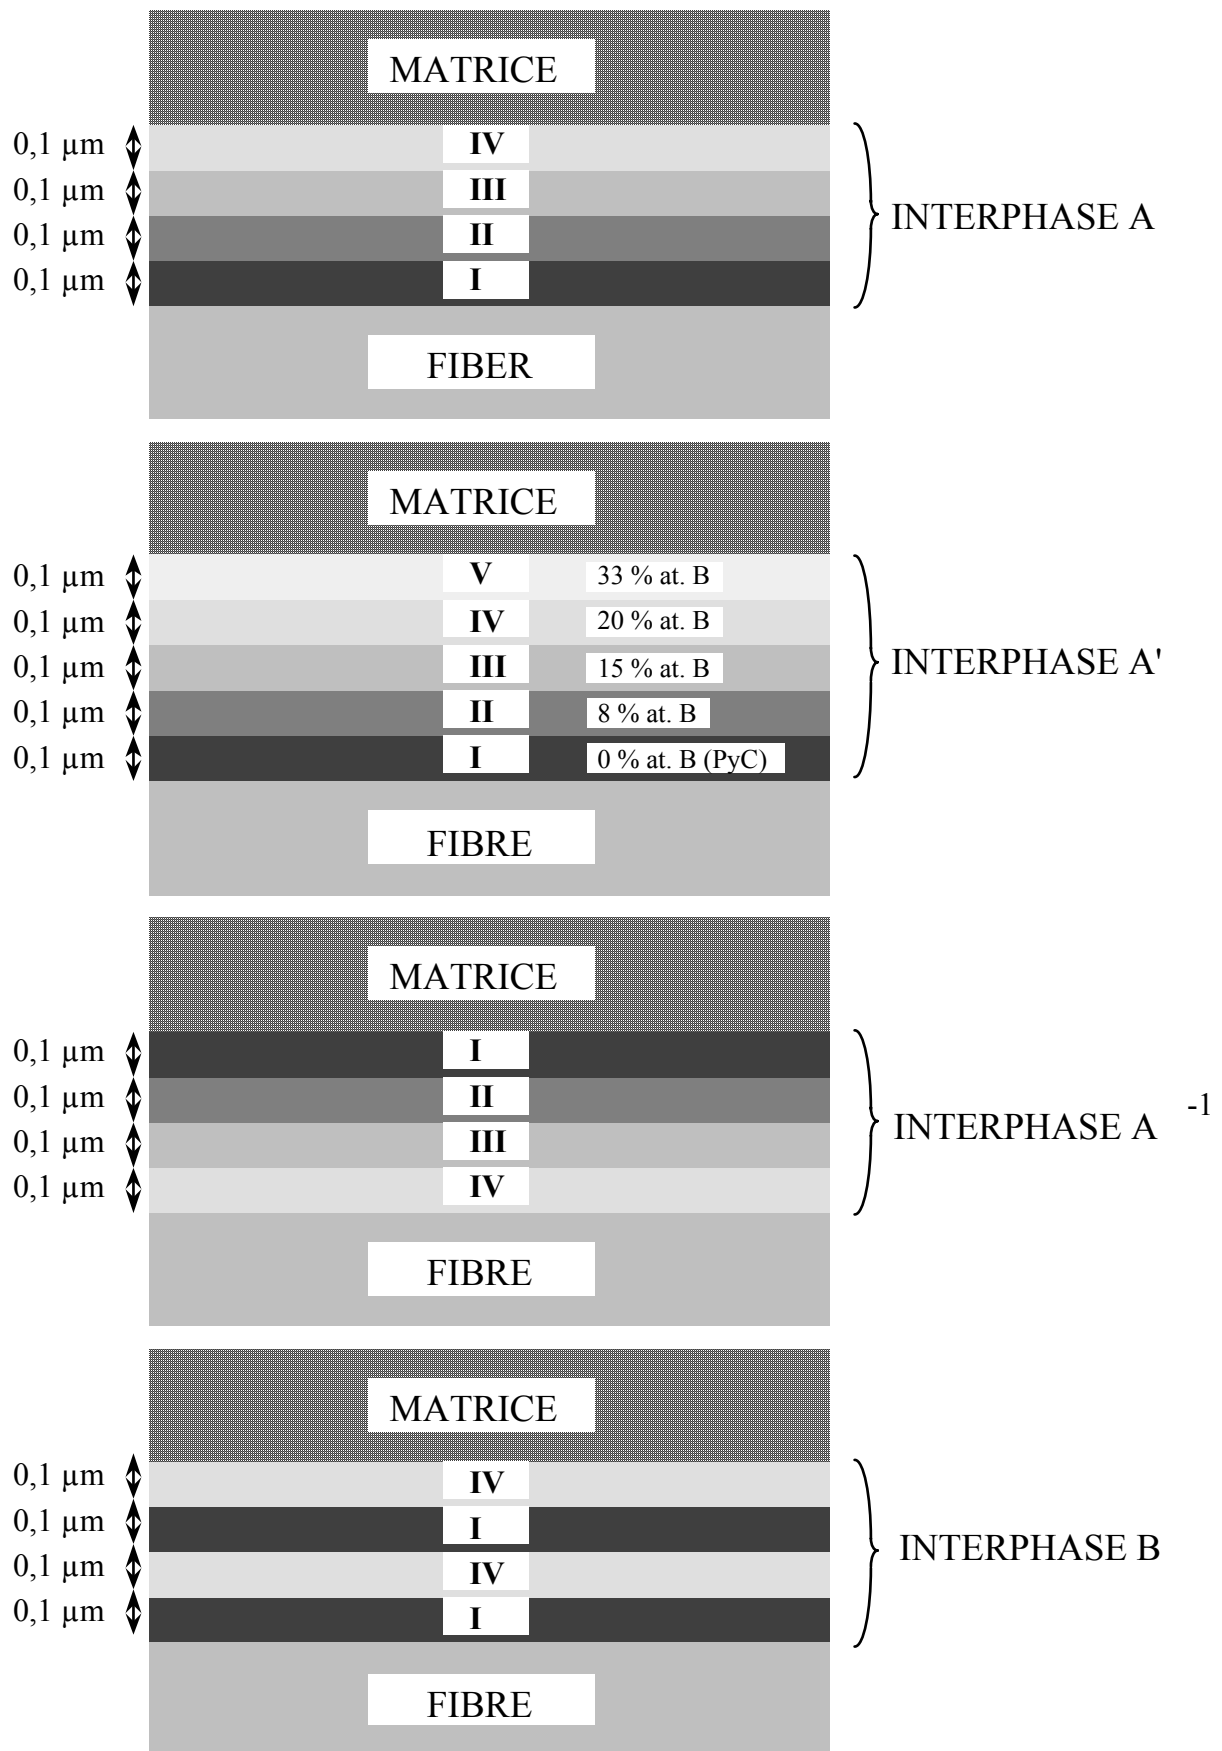 MATRICE
0,1 µm IV
0,1 µm III
0,1 µm II
0,1 µm I
INTERPHASE A
FIBER
MATRICE
0,1 µm V 33 % at. B
0,1 µm IV 20 % at. B
0,1 µm III 15 % at. B
0,1 µm II 8 % at. B
0,1 µm I 0 % at. B (PyC)
INTERPHASE A'
FIBRE
MATRICE
0,1 µm I
0,1 µm II
0,1 µm III
0,1 µm IV
INTERPHASE A -1
FIBRE
MATRICE
0,1 µm IV
0,1 µm I
0,1 µm IV
0,1 µm I
INTERPHASE B
FIBRE